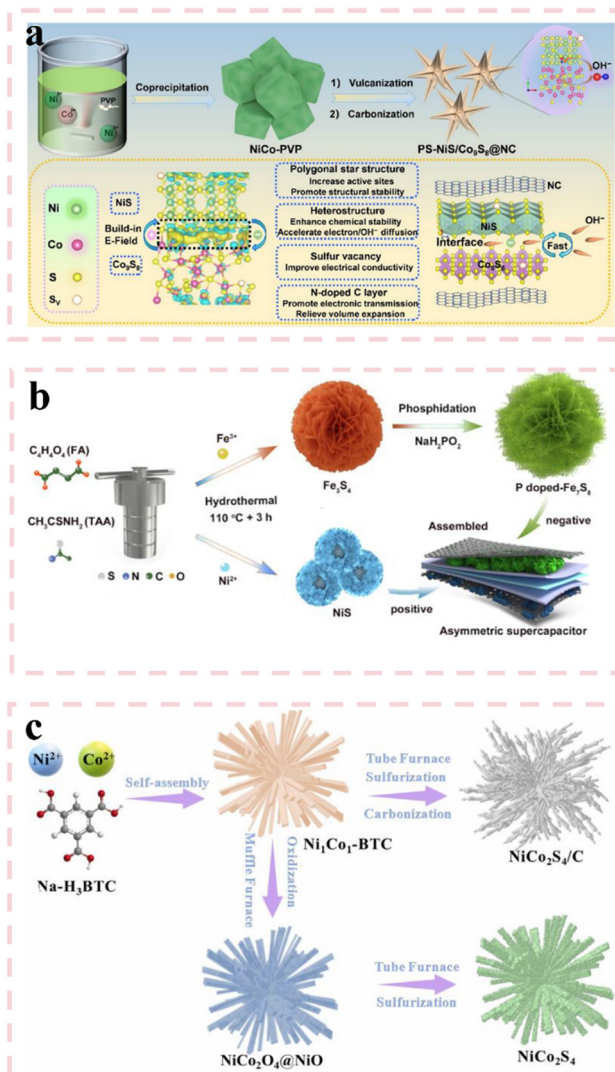 a
Ni²⁺
Co²⁺
PVP
Ni²⁺
Coprecipitation
NiCo-PVP
1) Vulcanization
2) Carbonization
PS-NiS/Co₉S₈@NC
OH⁻
Ni
Co
S
Sᵥ
NiS
Build-in
E-Field
Co₉S₈
Polygonal star structure
Increase active sites
Promote structural stability
Heterostructure
Enhance chemical stability
Accelerate electron/OH⁻ diffusion
Sulfur vacancy
Improve electrical conductivity
N-doped C layer
Promote electronic transmission
Relieve volume expansion
NC
NiS
OH⁻
Interface
Fast
Co₉S₈
b
C₄H₄O₄ (FA)
CH₃CSNH₂ (TAA)
S N C O
Fe³⁺
Hydrothermal
110 °C + 3 h
Ni²⁺
Fe₃S₄
Phosphidation
NaH₂PO₂
P doped-Fe₇S₈
negative
Assembled
NiS
positive
Asymmetric supercapacitor
c
Ni²⁺
Co²⁺
Na-H₃BTC
Self-assembly
Ni₁Co₁-BTC
Tube Furnace
Sulfurization
Carbonization
NiCo₂S₄/C
Muffle Furnace
Oxidization
NiCo₂O₄@NiO
Tube Furnace
Sulfurization
NiCo₂S₄